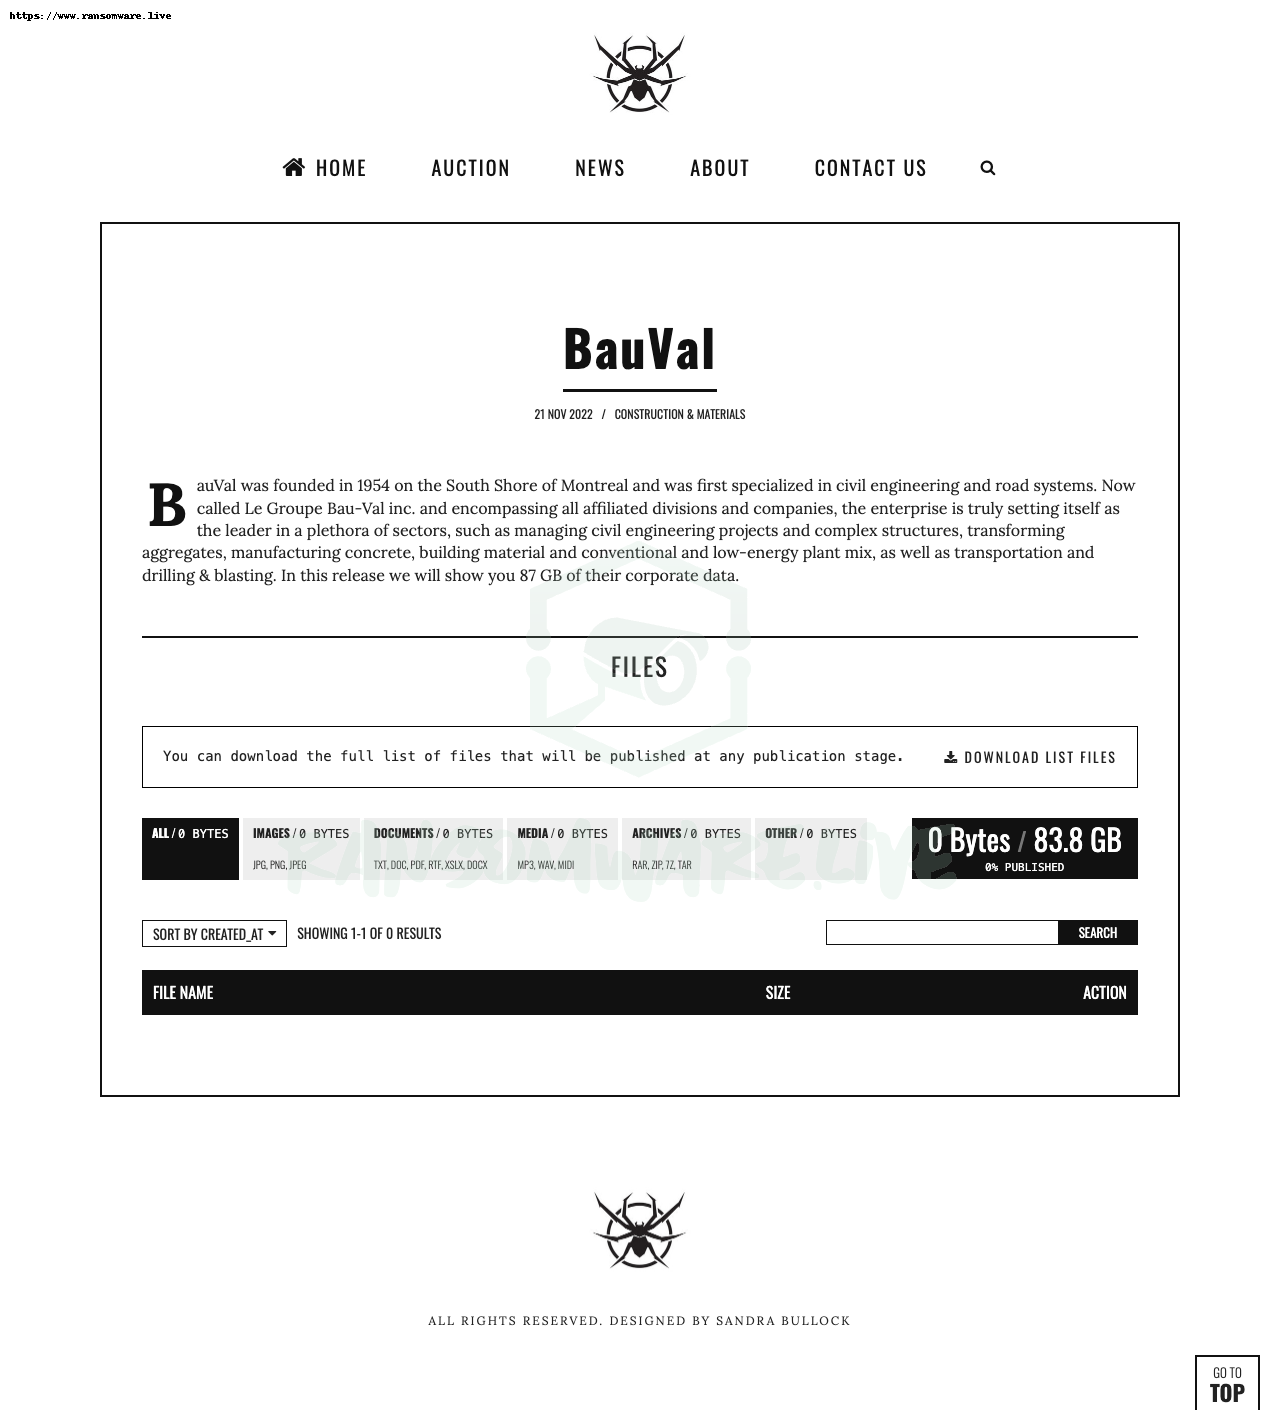 https://www.ransomware.live
HOME AUCTION NEWS ABOUT CONTACT US
BauVal
21 NOV 2022 / CONSTRUCTION & MATERIALS
BauVal was founded in 1954 on the South Shore of Montreal and was first specialized in civil engineering and road systems. Now
called Le Groupe Bau-Val inc. and encompassing all affiliated divisions and companies, the enterprise is truly setting itself as
the leader in a plethora of sectors, such as managing civil engineering projects and complex structures, transforming
aggregates, manufacturing concrete, building material and conventional and low-energy plant mix, as well as transportation and
drilling & blasting. In this release we will show you 87 GB of their corporate data.
FILES
You can download the full list of files that will be published at any publication stage. DOWNLOAD LIST FILES
ALL / 0 BYTES IMAGES / 0 BYTES DOCUMENTS / 0 BYTES MEDIA / 0 BYTES ARCHIVES / 0 BYTES OTHER / 0 BYTES 0 Bytes / 83.8 GB
JPG, PNG, JPEG TXT, DOC, PDF, RTF, XSLX, DOCX MP3, WAV, MIDI RAR, ZIP, 7Z, TAR 0% PUBLISHED
RANSOMWARE.LIVE
SORT BY CREATED_AT SHOWING 1-1 OF 0 RESULTS SEARCH
FILE NAME SIZE ACTION
ALL RIGHTS RESERVED. DESIGNED BY SANDRA BULLOCK
GO TO
TOP